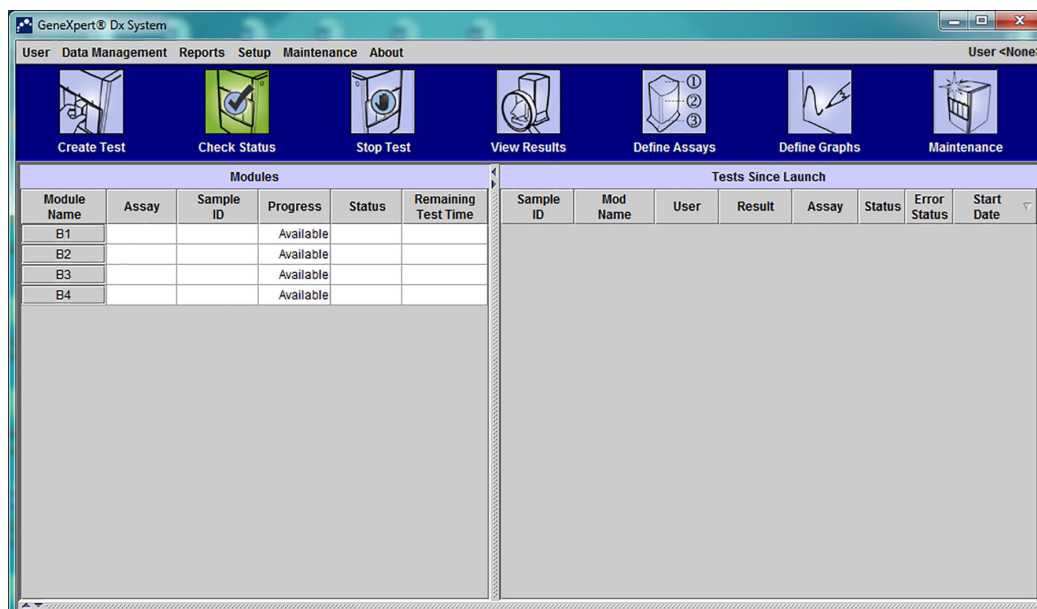 GeneXpert® Dx System
User Data Management Reports Setup Maintenance About User <None>
① ② ③
Create Test Check Status Stop Test View Results Define Assays Define Graphs Maintenance
Modules Tests Since Launch
Module Name Assay Sample ID Progress Status Remaining Test Time Sample ID Mod Name User Result Assay Status Error Status Start Date
B1 Available
B2 Available
B3 Available
B4 Available